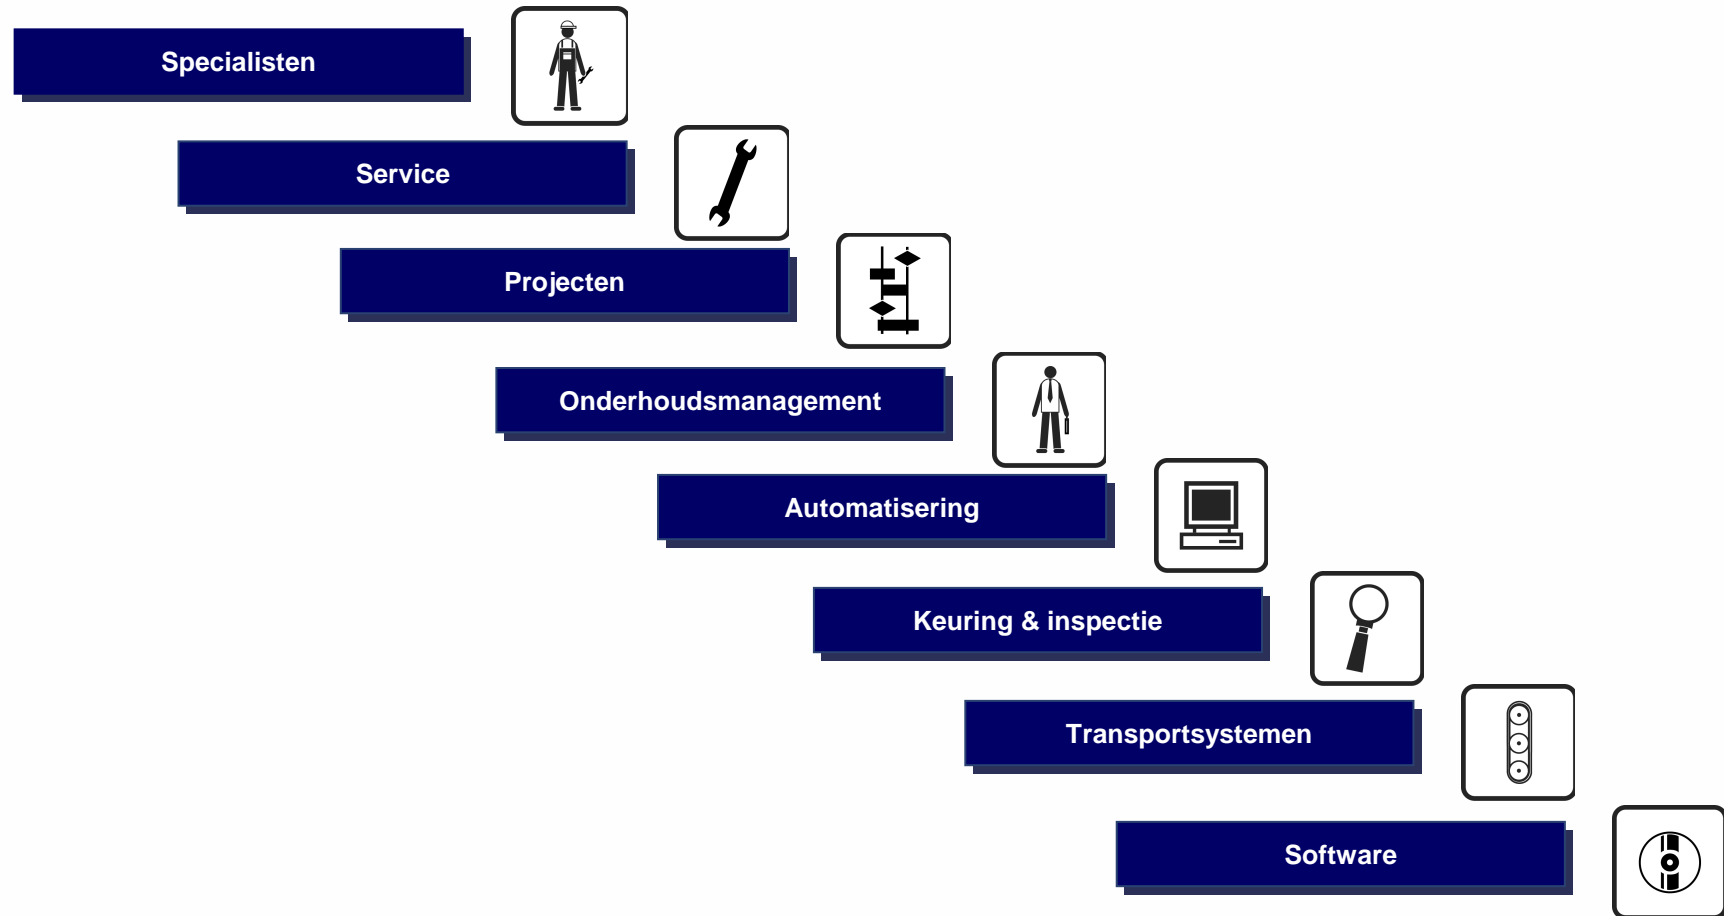 Specialisten
Service
Projecten
Onderhoudsmanagement
Automatisering
Keuring & inspectie
Transportsystemen
Software